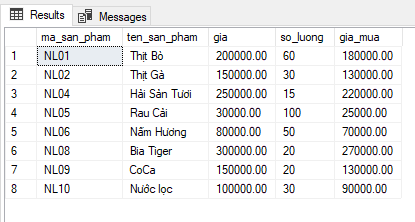 Results Messages
ma_san_pham ten_san_pham gia so_luong gia_mua
1 NL01 Thịt Bò 200000.00 60 180000.00
2 NL02 Thịt Gà 150000.00 30 130000.00
3 NL04 Hải Sản Tươi 250000.00 15 220000.00
4 NL05 Rau Cải 30000.00 100 25000.00
5 NL06 Nấm Hương 80000.00 50 70000.00
6 NL08 Bia Tiger 300000.00 20 270000.00
7 NL09 CoCa 150000.00 20 130000.00
8 NL10 Nước lọc 100000.00 30 90000.00